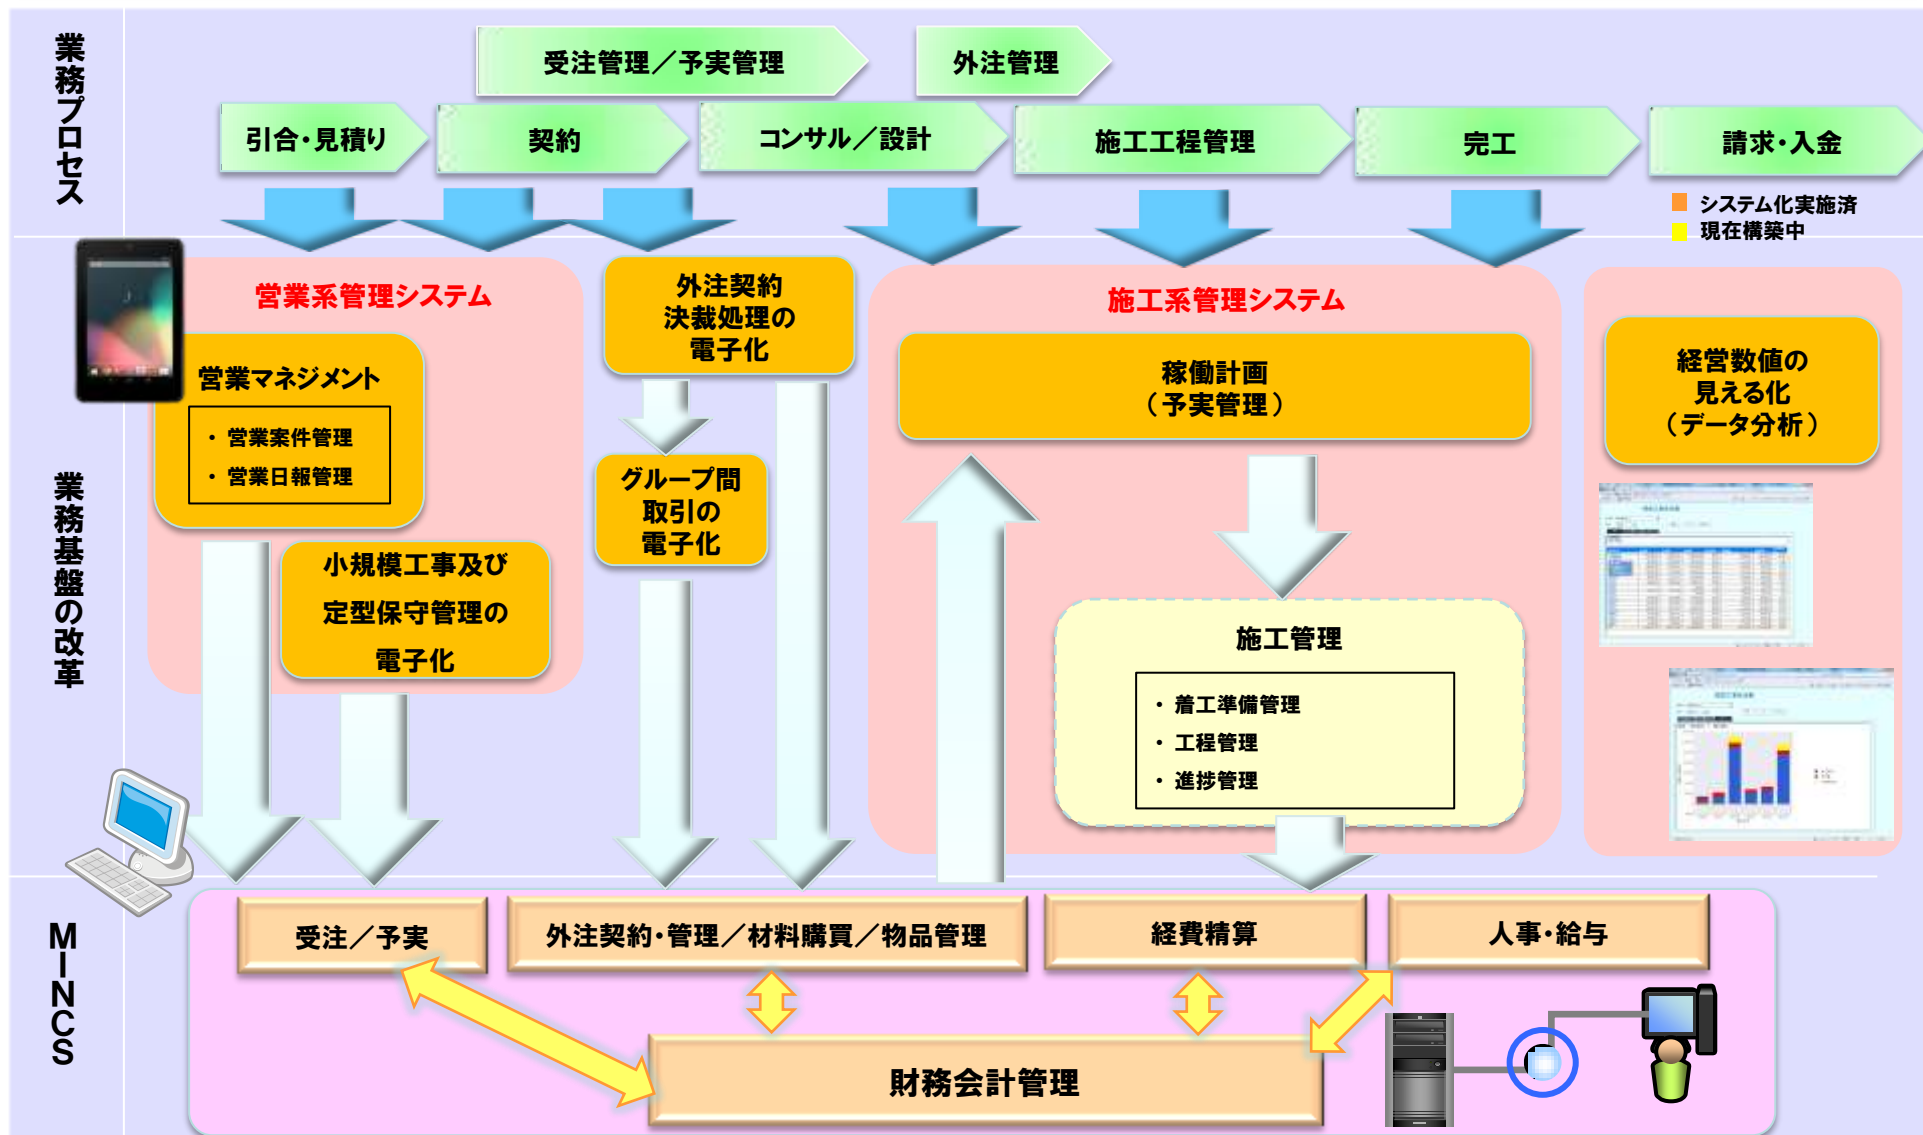 業務プロセス
受注管理／予実管理
外注管理
引合・見積り
契約
コンサル／設計
施工工程管理
完工
請求・入金
システム化実施済
現在構築中
業務基盤の改革
営業系管理システム
営業マネジメント
・ 営業案件管理
・ 営業日報管理
小規模工事及び
定型保守管理の
電子化
外注契約
決裁処理の
電子化
グループ間
取引の
電子化
施工系管理システム
稼働計画
（予実管理）
施工管理
・ 着工準備管理
・ 工程管理
・ 進捗管理
経営数値の
見える化
（データ分析）
MINCS
受注／予実
外注契約・管理／材料購買／物品管理
経費精算
人事・給与
財務会計管理